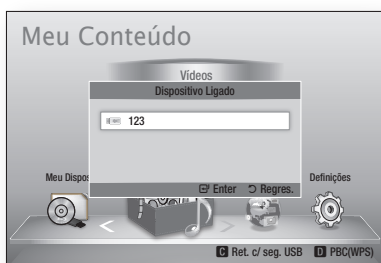 Meu Conteúdo
Vídeos
Dispositivo Ligado
123
Meu Dispos
Definições
Enter Regres.
C Ret. c/ seg. USB D PBC(WPS)